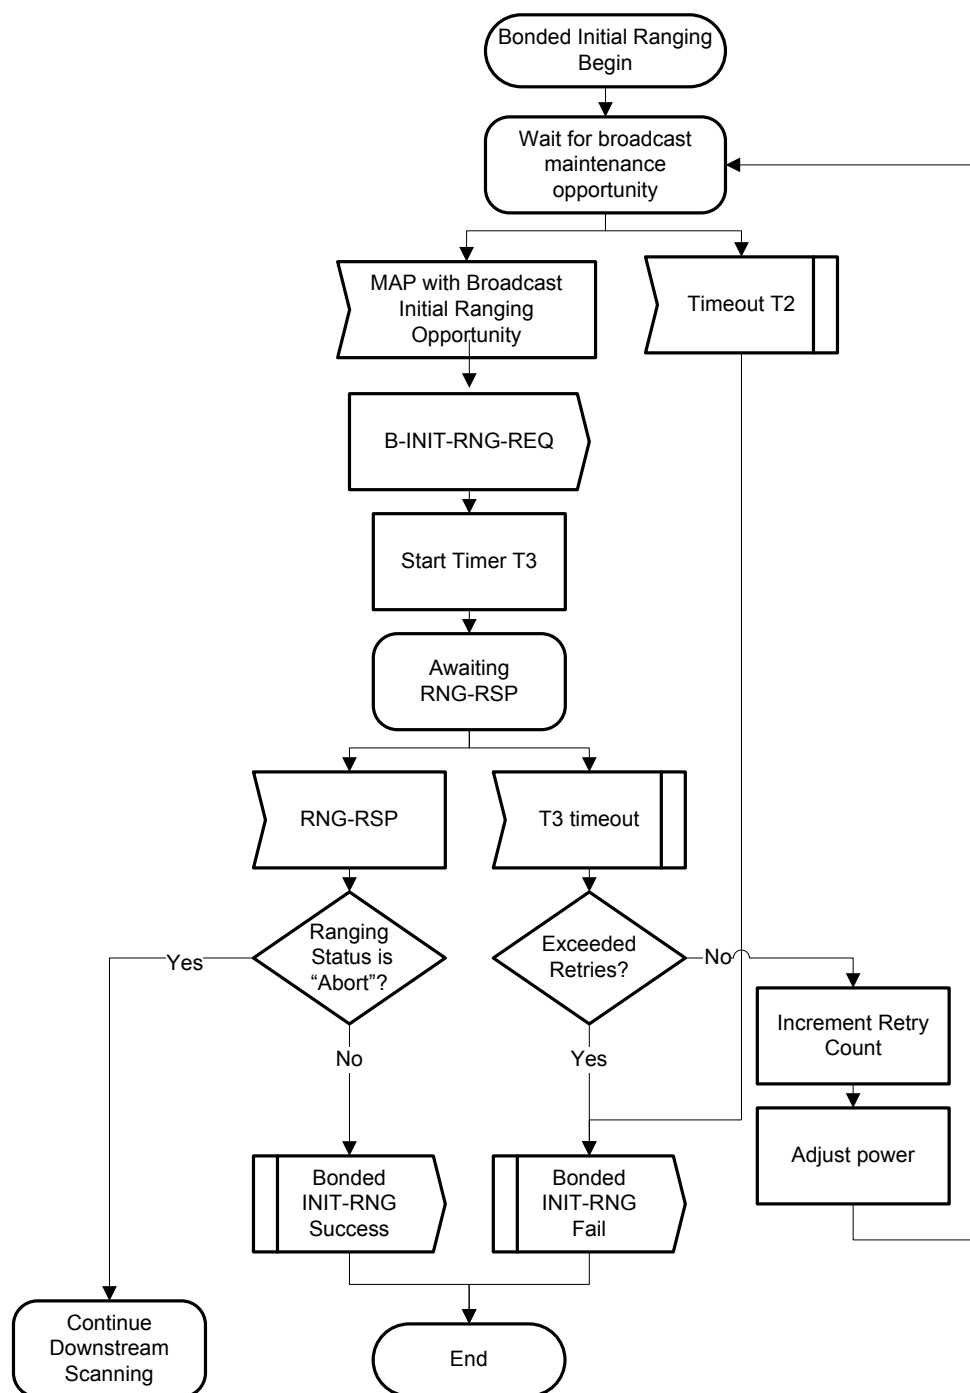 Bonded Initial Ranging
Begin
Wait for broadcast
maintenance
opportunity
MAP with Broadcast
Initial Ranging
Opportunity
Timeout T2
B-INIT-RNG-REQ
Start Timer T3
Awaiting
RNG-RSP
RNG-RSP
T3 timeout
Ranging
Status is
“Abort”?
Yes
No
Exceeded
Retries?
No
Yes
Increment Retry
Count
Adjust power
Bonded
INIT-RNG
Success
Bonded
INIT-RNG
Fail
Continue
Downstream
Scanning
End